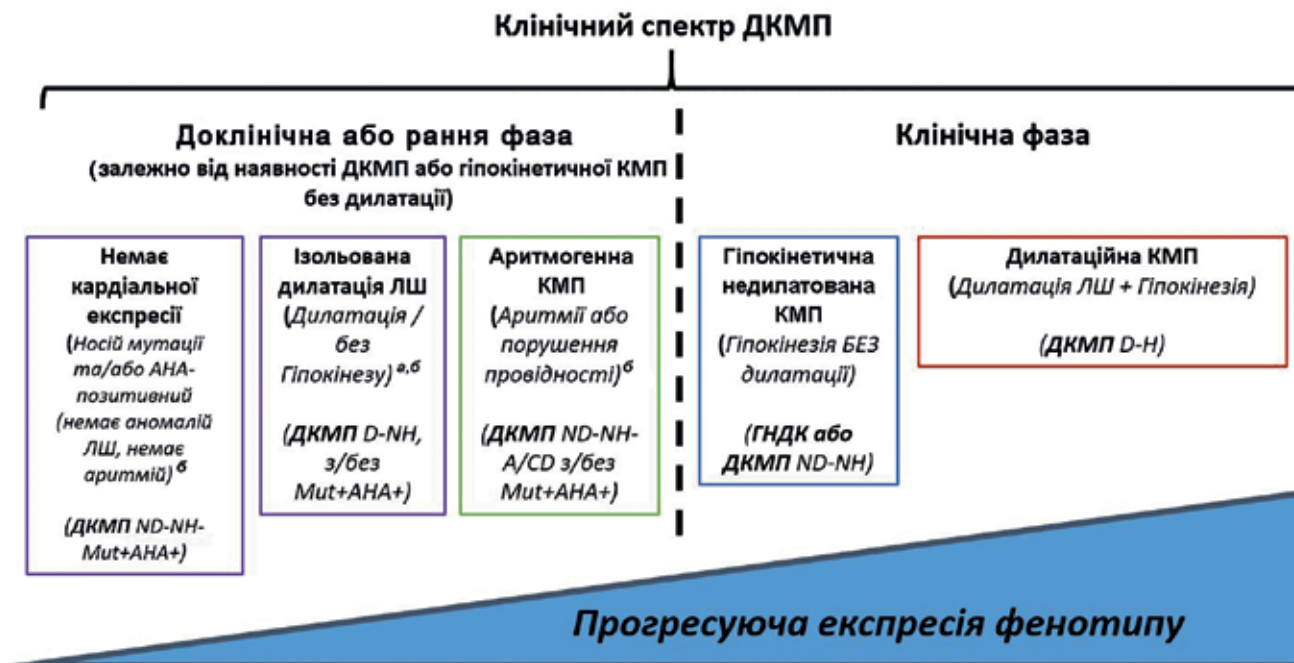 Клінічний спектр ДКМП
Доклінічна або рання фаза
(залежно від наявності ДКМП або гіпокінетичної КМП
без дилатації)
Клінічна фаза
Немає
кардіальної
експресії
(Носій мутації
та/або АНА-
позитивний
(немає аномалій
ЛШ, немає
аритмій)б
(ДКМП ND-NH-
Mut+AHA+)
Ізольована
дилатація ЛШ
(Дилатація /
без
Гіпокінезу) а,б
(ДКМП D-NH,
з/без
Mut+AHA+)
Аритмогенна
КМП
(Аритмії або
порушення
провідності)б
(ДКМП ND-NH-
A/CD з/без
Mut+AHA+)
Гіпокінетична
недилатована
КМП
(Гіпокінезія БЕЗ
дилатації)
(ГНДК або
ДКМП ND-NH)
Дилатаційна КМП
(Дилатація ЛШ + Гіпокінезія)
(ДКМП D-H)
Прогресуюча експресія фенотипу